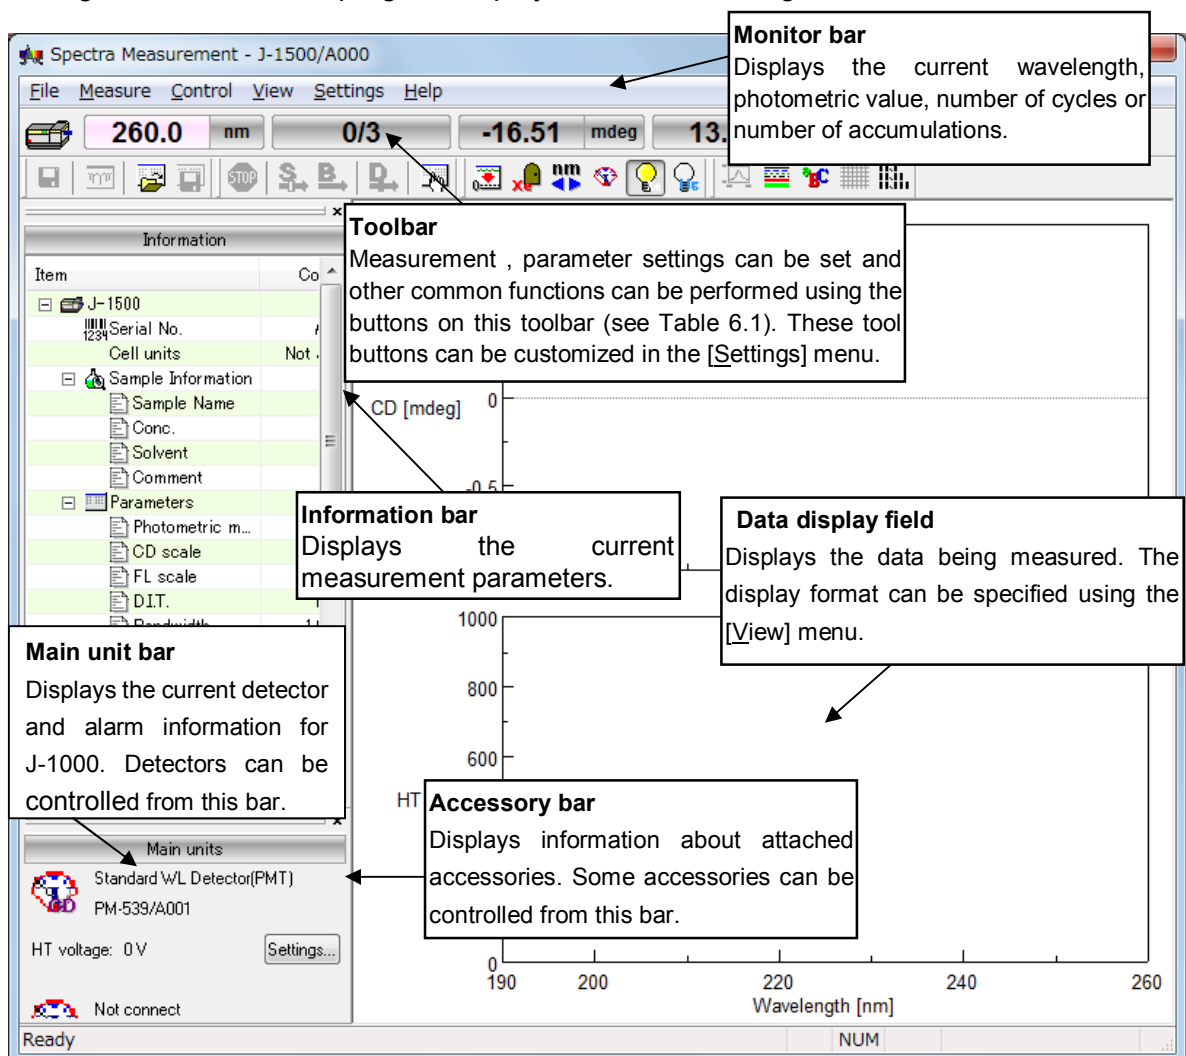 Monitor bar
Displays the current wavelength,
photometric value, number of cycles or
number of accumulations.
Spectra Measurement - J-1500/A000
File Measure Control View Settings Help
260.0 nm 0/3 -16.51 mdeg 13.
STOP S... B... D... xe nm
Toolbar
Measurement , parameter settings can be set and
other common functions can be performed using the
buttons on this toolbar (see Table 6.1). These tool
buttons can be customized in the [Settings] menu.
Information
Item Co
J-1500
1234 Serial No.
Cell units Not
Sample Information
Sample Name
Conc.
Solvent
Comment
Parameters
Photometric m...
CD scale
FL scale
D.I.T.
Bandwidth
CD [mdeg]
0
-0.5
Information bar
Displays the current
measurement parameters.
Data display field
Displays the data being measured. The
display format can be specified using the
[View] menu.
Main unit bar
Displays the current detector
and alarm information for
J-1000. Detectors can be
controlled from this bar.
1000
800
600
HT
0
Accessory bar
Displays information about attached
accessories. Some accessories can be
controlled from this bar.
Main units
Standard WL Detector(PMT)
CD PM-539/A001
HT voltage: 0 V Settings...
Not connect
190 200 220 240 260
Wavelength [nm]
Ready NUM